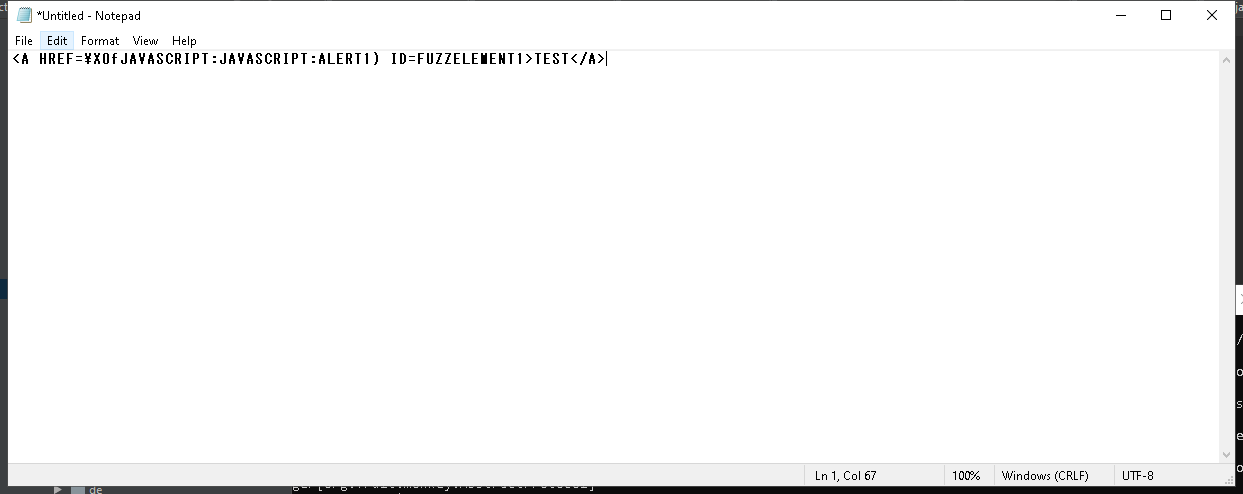 *Untitled - Notepad
File Edit Format View Help
<A HREF=¥X0fJAVASCRIPT:JAVASCRIPT:ALERT1) ID=FUZZELEMENT1>TEST</A>
Ln 1, Col 67 100% Windows (CRLF) UTF-8
de